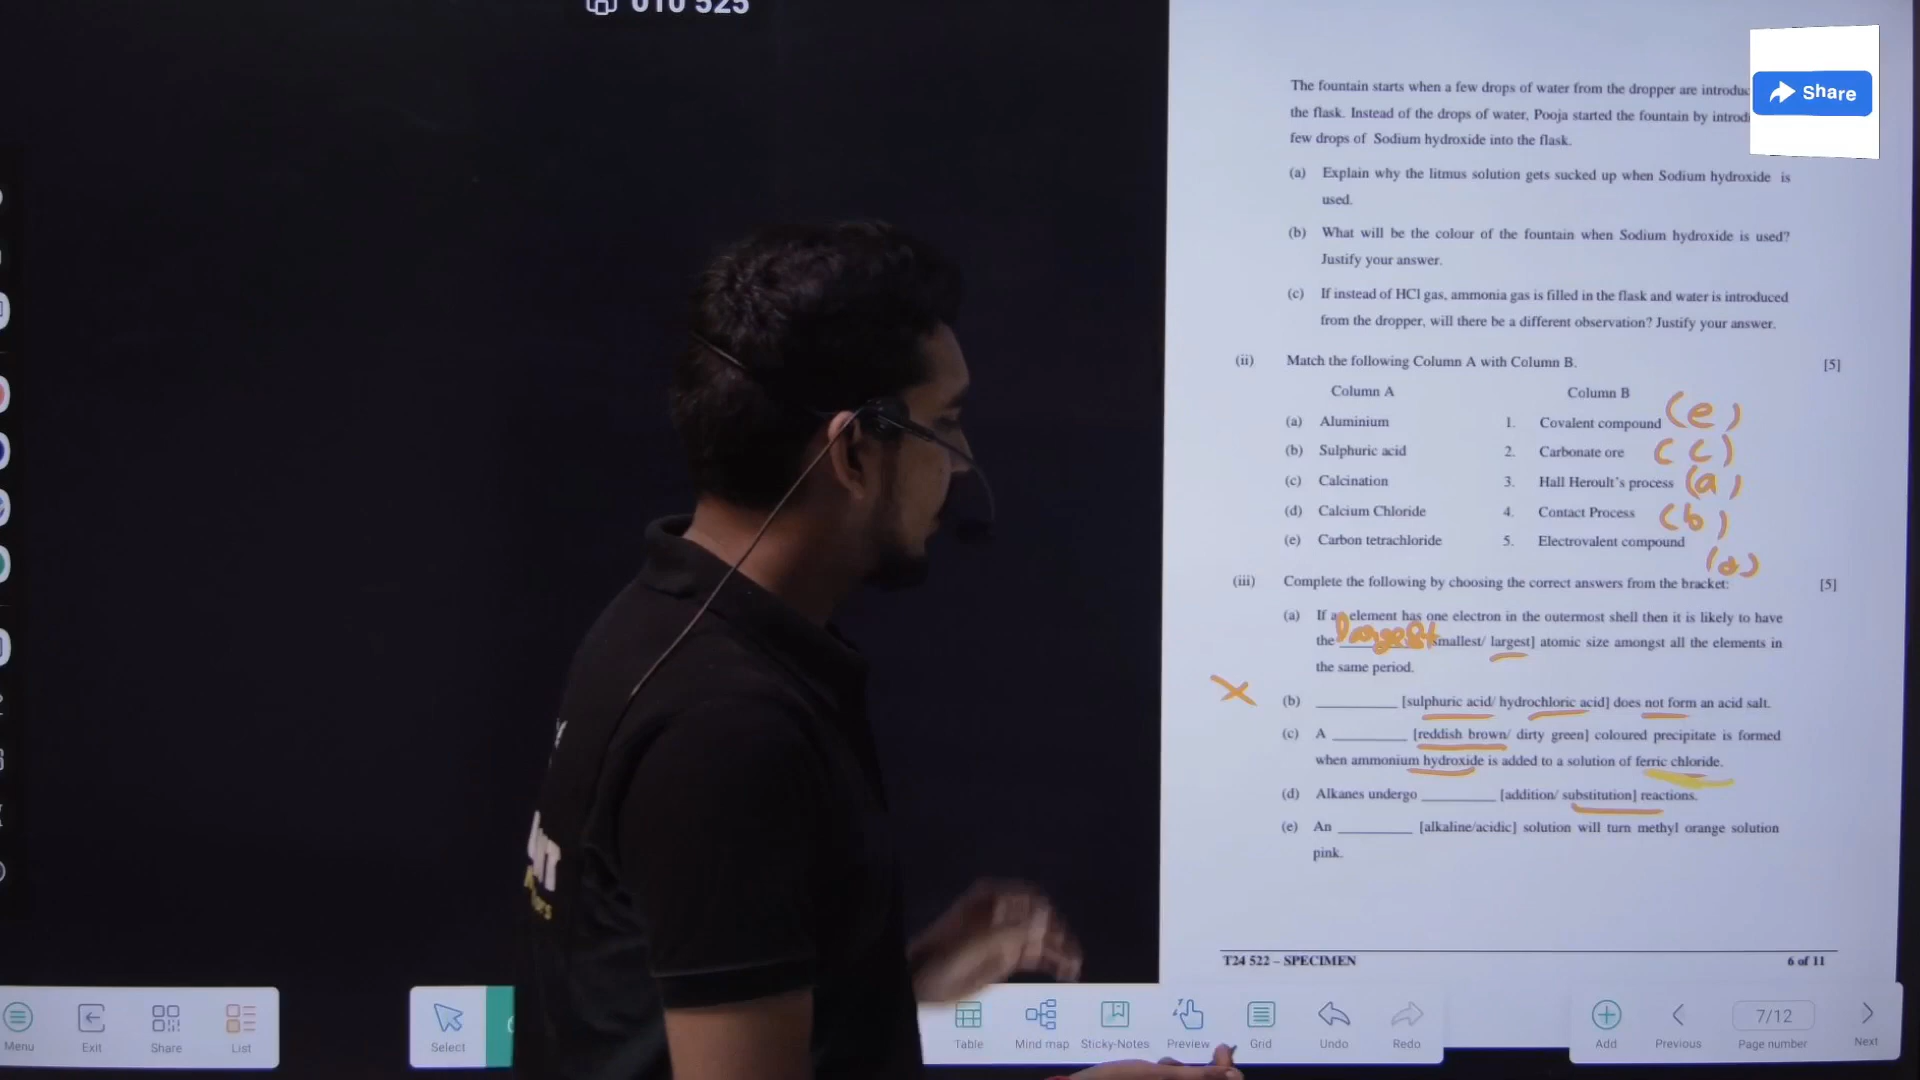 010 525
Share
The fountain starts when a few drops of water from the dropper are
the flask. Instead of the drops of water, Pooja started the fountain by
few drops of Sodium hydroxide into the flask.
(a) Explain why the litmus solution gets sucked up when Sodium hydroxide is
used.
(b) What will be the colour of the fountain when Sodium hydroxide is used?
Justify your answer.
(c) If instead of HCl gas, ammonia gas is filled in the flask and water is introduced
from the dropper, will there be a different observation? Justify your answer.
(ii) Match the following Column A with Column B. [5]
Column A Column B
(a) Aluminium 1. Covalent compound (e)
(b) Sulphuric acid 2. Carbonate ore (c)
(c) Calcination 3. Hall Heroult's process (a)
(d) Calcium Chloride 4. Contact Process (b)
(e) Carbon tetrachloride 5. Electrovalent compound
(d)
(iii) Complete the following by choosing the correct answers from the bracket: [5]
(a) If an element has one electron in the outermost shell then it is likely to have
the largest smallest/ largest] atomic size amongst all the elements in
the same period.
(b) ________ [sulphuric acid/ hydrochloric acid] does not form an acid salt.
(c) A ________ [reddish brown/ dirty green] coloured precipitate is formed
when ammonium hydroxide is added to a solution of ferric chloride.
(d) Alkanes undergo ________ [addition/ substitution] reactions.
(e) An ________ [alkaline/acidic] solution will turn methyl orange solution
pink.
T24 522 – SPECIMEN 6 of 11
Menu Exit Share List Select Table Mind map Sticky-Notes Preview Grid Undo Redo Add Previous 7/12 Page number Next